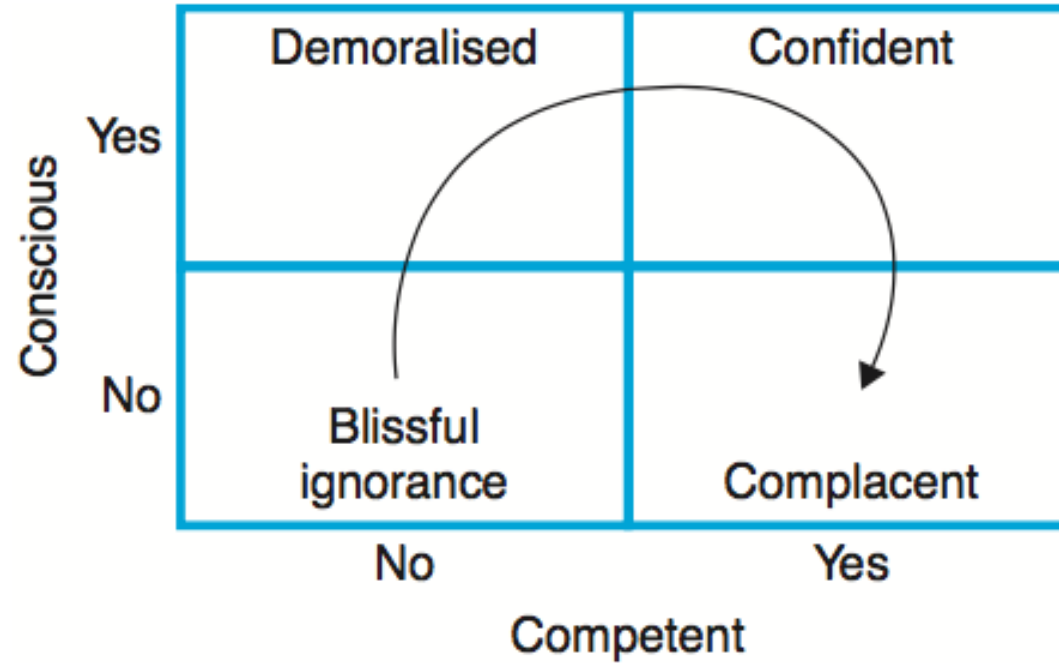 Demoralised
Confident
Yes
Conscious
No
Blissful
ignorance
Complacent
No
Yes
Competent